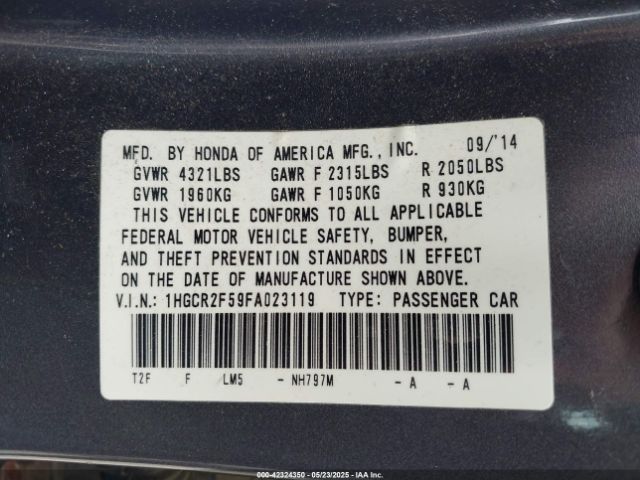 MFD. BY HONDA OF AMERICA MFG., INC. 09/'14
GVWR 4321LBS GAWR F 2315LBS R 2050LBS
GVWR 1960KG GAWR F 1050KG R 930KG
THIS VEHICLE CONFORMS TO ALL APPLICABLE
FEDERAL MOTOR VEHICLE SAFETY, BUMPER,
AND THEFT PREVENTION STANDARDS IN EFFECT
ON THE DATE OF MANUFACTURE SHOWN ABOVE.
V.I.N.: 1HGCR2F59FA023119 TYPE: PASSENGER CAR
T2F F LM5 - NH797M - A - A
000-42324350 - 05/23/2025 - IAAI.COM